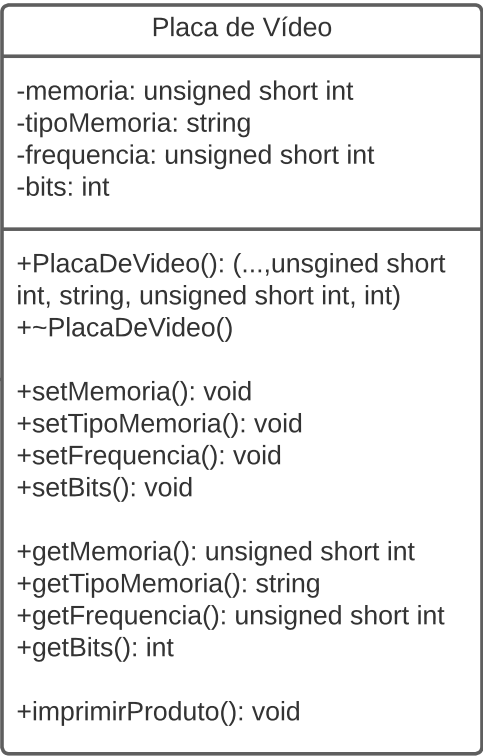 Placa de Vídeo
-memoria: unsigned short int
-tipoMemoria: string
-frequencia: unsigned short int
-bits: int
+PlacaDeVideo(): (...,unsgined short
int, string, unsigned short int, int)
+~PlacaDeVideo()
+setMemoria(): void
+setTipoMemoria(): void
+setFrequencia(): void
+setBits(): void
+getMemoria(): unsigned short int
+getTipoMemoria(): string
+getFrequencia(): unsigned short int
+getBits(): int
+imprimirProduto(): void